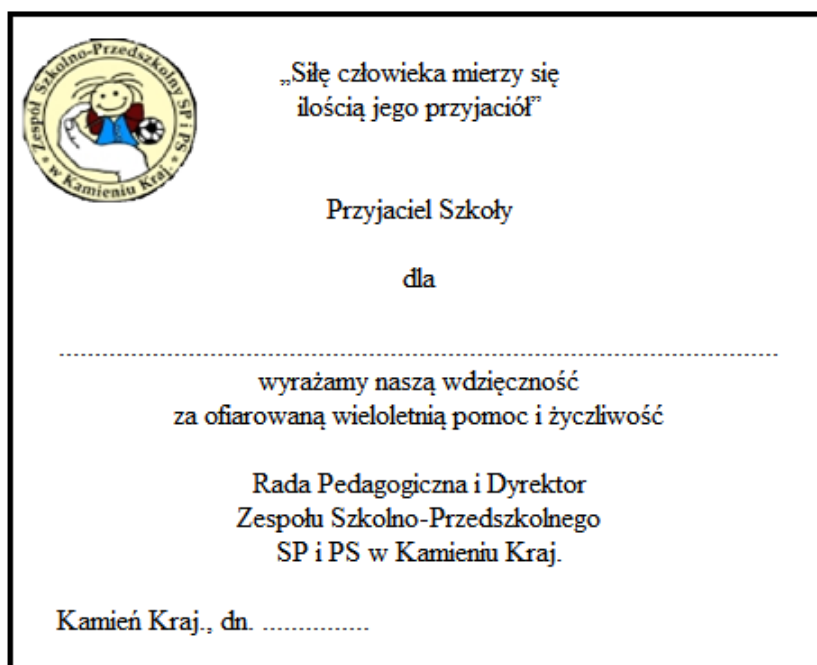 Zespół Szkolno-Przedszkolny SP i PS
* w Kamieniu Kraj. *
„Siłę człowieka mierzy się
ilością jego przyjaciół”
Przyjaciel Szkoły
dla
........................................................................................................................
wyrażamy naszą wdzięczność
za ofiarowaną wieloletnią pomoc i życzliwość
Rada Pedagogiczna i Dyrektor
Zespołu Szkolno-Przedszkolnego
SP i PS w Kamieniu Kraj.
Kamień Kraj., dn. ................